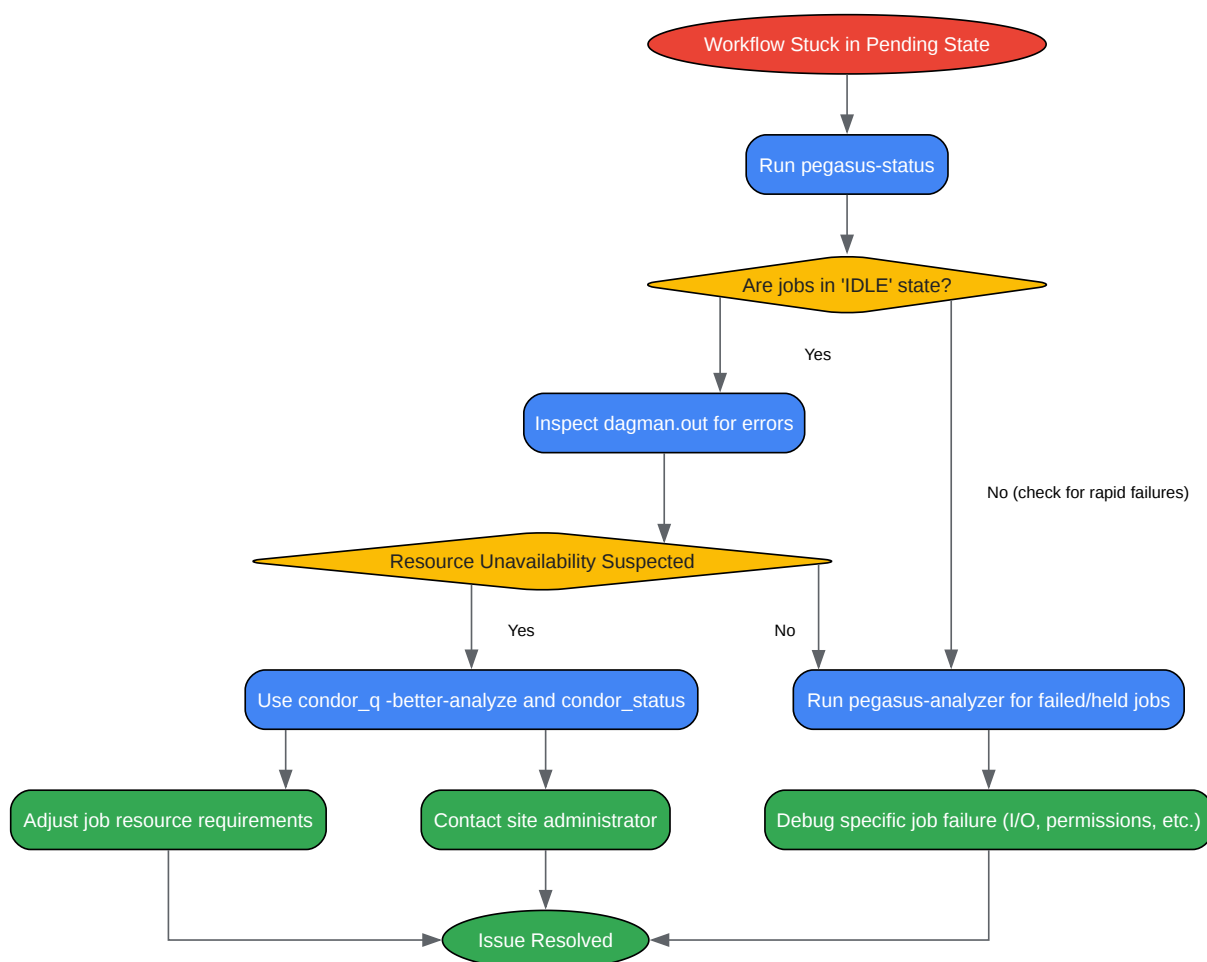 Workflow Stuck in Pending State
Run pegasus-status
Are jobs in 'IDLE' state?
Yes
Inspect dagman.out for errors
No (check for rapid failures)
Resource Unavailability Suspected
Yes
No
Use condor_q -better-analyze and condor_status
Run pegasus-analyzer for failed/held jobs
Adjust job resource requirements
Contact site administrator
Debug specific job failure (I/O, permissions, etc.)
Issue Resolved